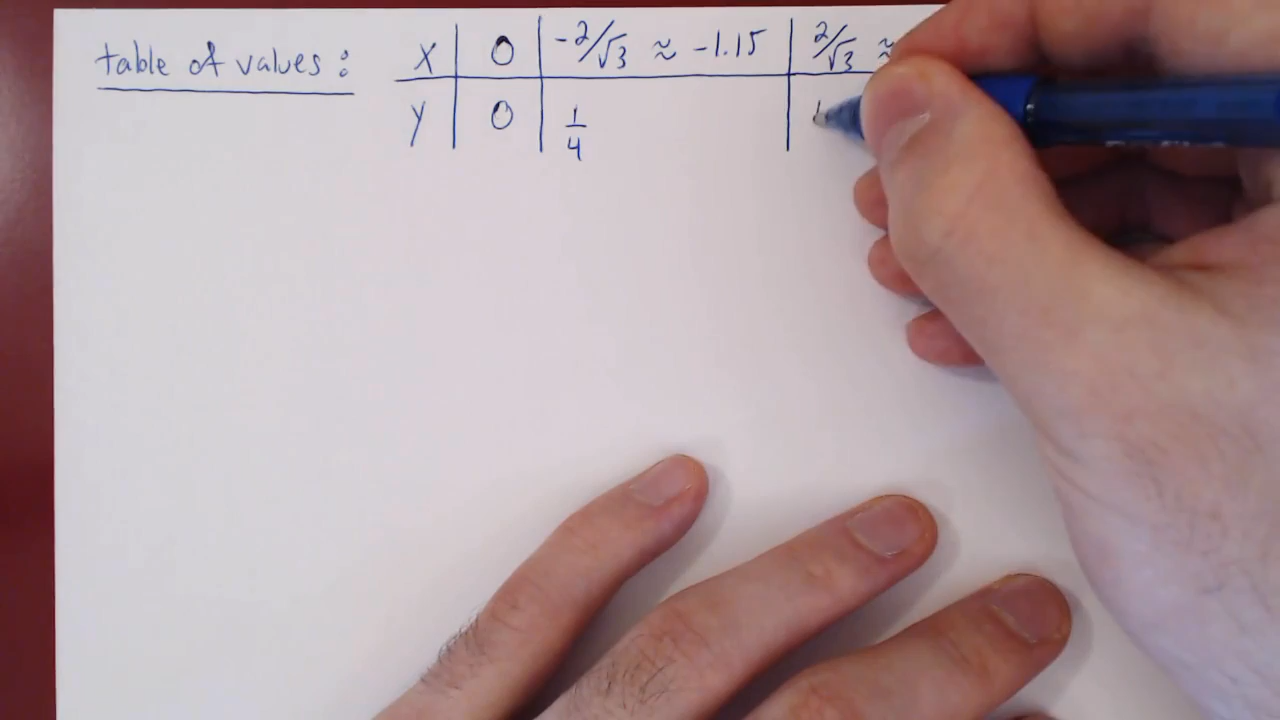 table of values : x | 0 | -2/√3 ≈ -1.15 | 2/√3 ≈
y | 0 | 1/4 |